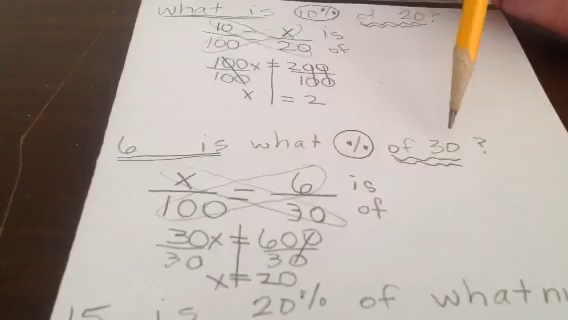 what is 10% of 20?
10/100 = x/20 is of
100x/100 = 200/100
x = 2
6 is what % of 30?
x/100 = 6/30 is of
30x/30 = 600/30
x = 20
15 is 20% of what